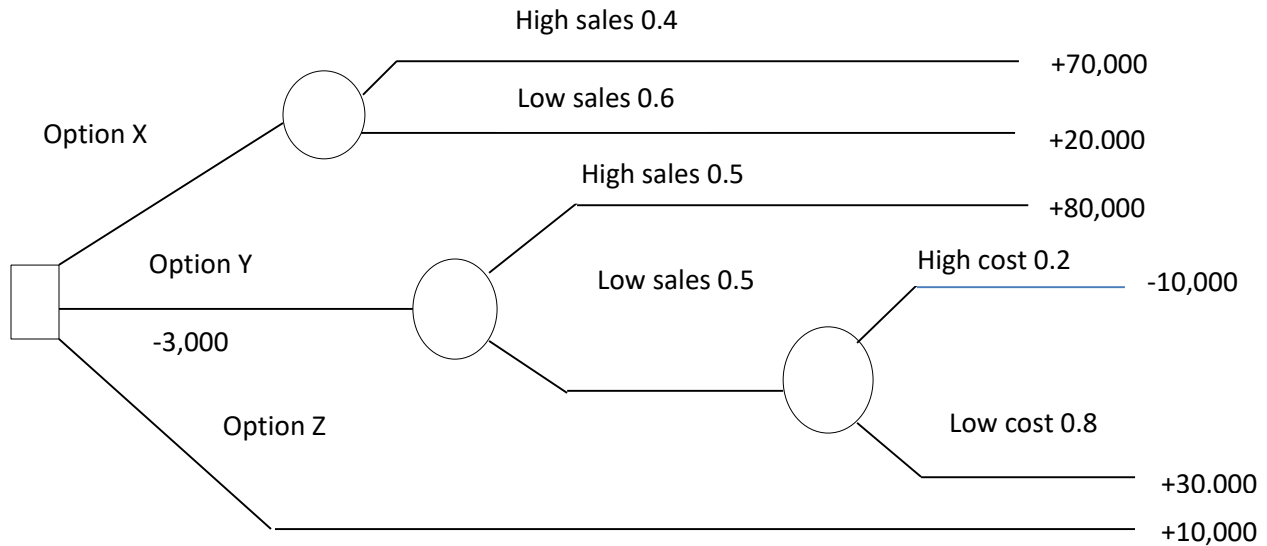 High sales 0.4
+70,000
Low sales 0.6
Option X
+20.000
High sales 0.5
+80,000
Option Y
High cost 0.2
Low sales 0.5
-10,000
-3,000
Option Z
Low cost 0.8
+30.000
+10,000